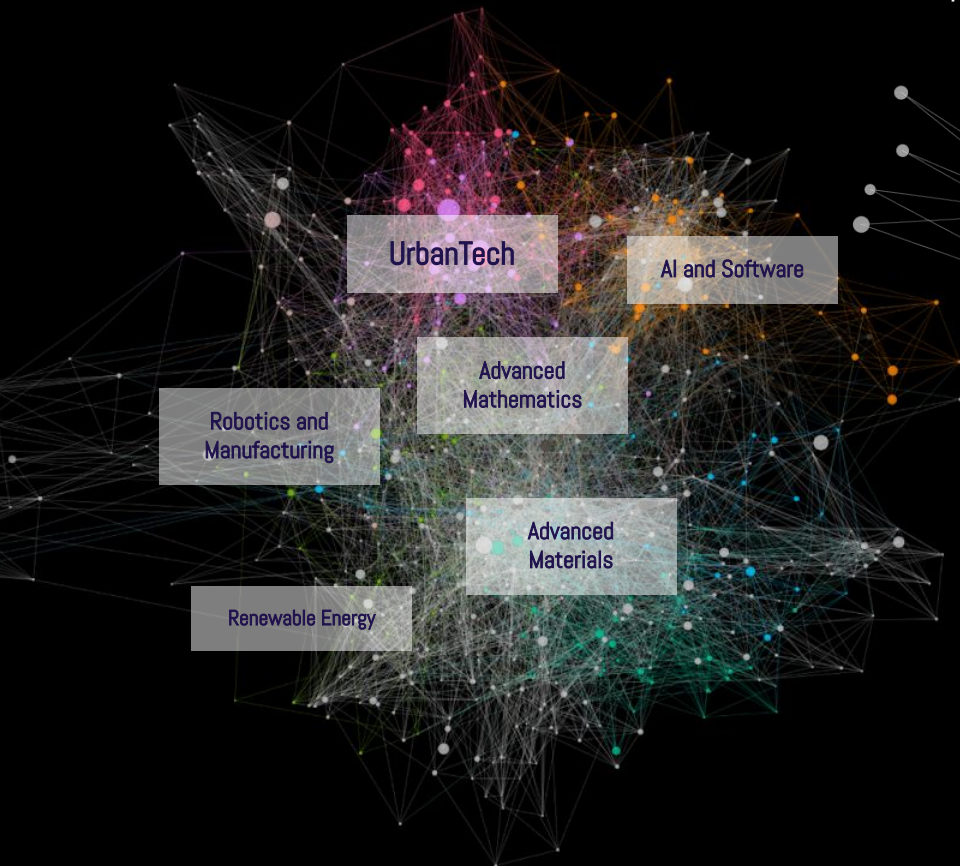 UrbanTech
AI and Software
Advanced
Mathematics
Robotics and
Manufacturing
Advanced
Materials
Renewable Energy